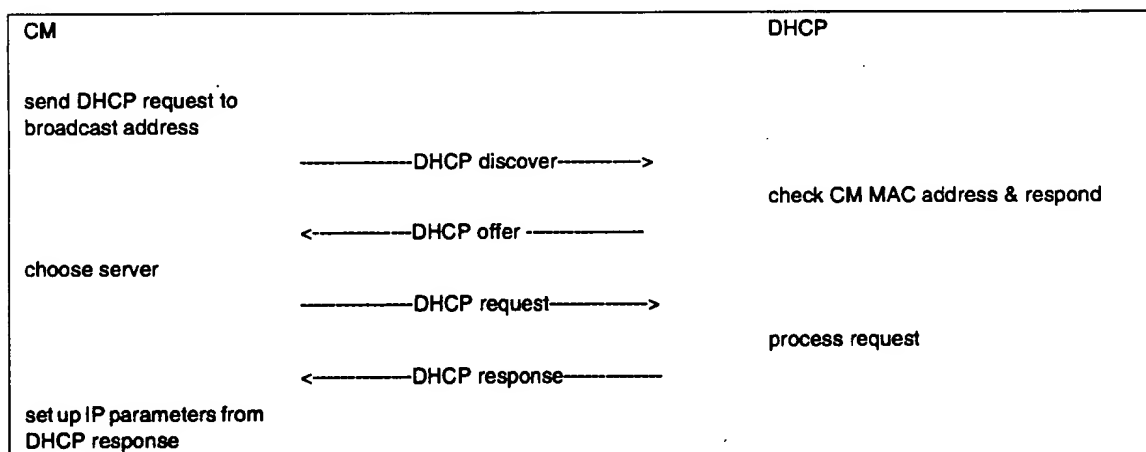 CM DHCP
send DHCP request to
broadcast address
---------------DHCP discover----------->
check CM MAC address & respond
<--------------DHCP offer ---------------
choose server
---------------DHCP request------------->
process request
<--------------DHCP response-------------
set up IP parameters from
DHCP response